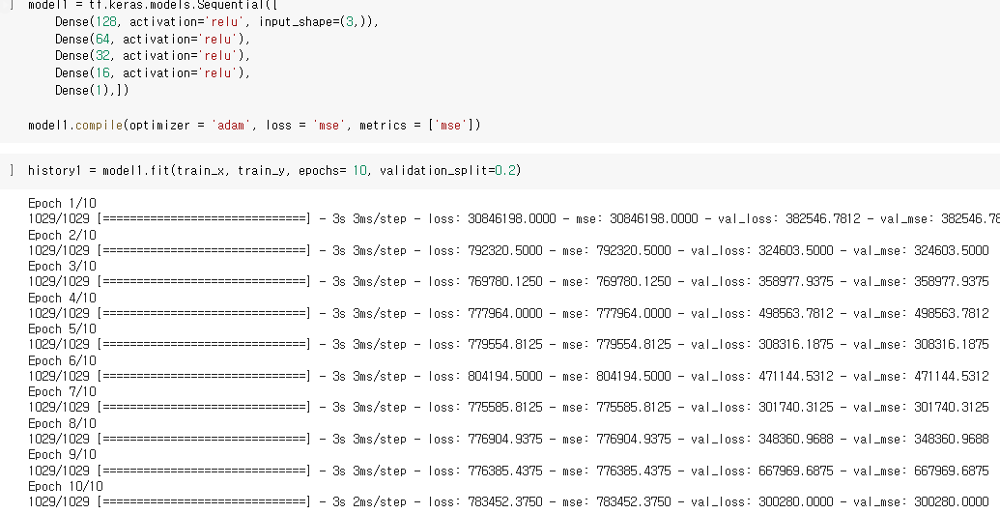 ] model1 = tf.keras.models.Sequential([
Dense(128, activation='relu', input_shape=(3,)),
Dense(64, activation='relu'),
Dense(32, activation='relu'),
Dense(16, activation='relu'),
Dense(1),])
model1.compile(optimizer = 'adam', loss = 'mse', metrics = ['mse'])
] history1 = model1.fit(train_x, train_y, epochs= 10, validation_split=0.2)
Epoch 1/10
1029/1029 [==============================] - 3s 3ms/step - loss: 30846198.0000 - mse: 30846198.0000 - val_loss: 382546.7812 - val_mse: 382546.78
Epoch 2/10
1029/1029 [==============================] - 3s 3ms/step - loss: 792320.5000 - mse: 792320.5000 - val_loss: 324603.5000 - val_mse: 324603.5000
Epoch 3/10
1029/1029 [==============================] - 3s 3ms/step - loss: 769780.1250 - mse: 769780.1250 - val_loss: 358977.9375 - val_mse: 358977.9375
Epoch 4/10
1029/1029 [==============================] - 3s 3ms/step - loss: 777964.0000 - mse: 777964.0000 - val_loss: 498563.7812 - val_mse: 498563.7812
Epoch 5/10
1029/1029 [==============================] - 3s 3ms/step - loss: 779554.8125 - mse: 779554.8125 - val_loss: 308316.1875 - val_mse: 308316.1875
Epoch 6/10
1029/1029 [==============================] - 3s 3ms/step - loss: 804194.5000 - mse: 804194.5000 - val_loss: 471144.5312 - val_mse: 471144.5312
Epoch 7/10
1029/1029 [==============================] - 3s 3ms/step - loss: 775585.8125 - mse: 775585.8125 - val_loss: 301740.3125 - val_mse: 301740.3125
Epoch 8/10
1029/1029 [==============================] - 3s 3ms/step - loss: 776904.9375 - mse: 776904.9375 - val_loss: 348360.9688 - val_mse: 348360.9688
Epoch 9/10
1029/1029 [==============================] - 3s 3ms/step - loss: 776385.4375 - mse: 776385.4375 - val_loss: 667969.6875 - val_mse: 667969.6875
Epoch 10/10
1029/1029 [==============================] - 3s 2ms/step - loss: 783452.3750 - mse: 783452.3750 - val_loss: 300280.0000 - val_mse: 300280.0000